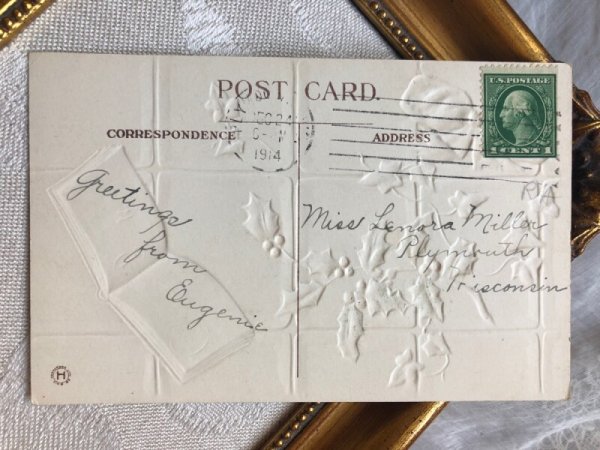 POST CARD.
CORRESPONDENCE
ADDRESS
1914
U.S. POSTAGE
1 CENT 1
Greetings
from
Eugenie
Miss Lenora Miller
Plymouth
Wisconsin
H